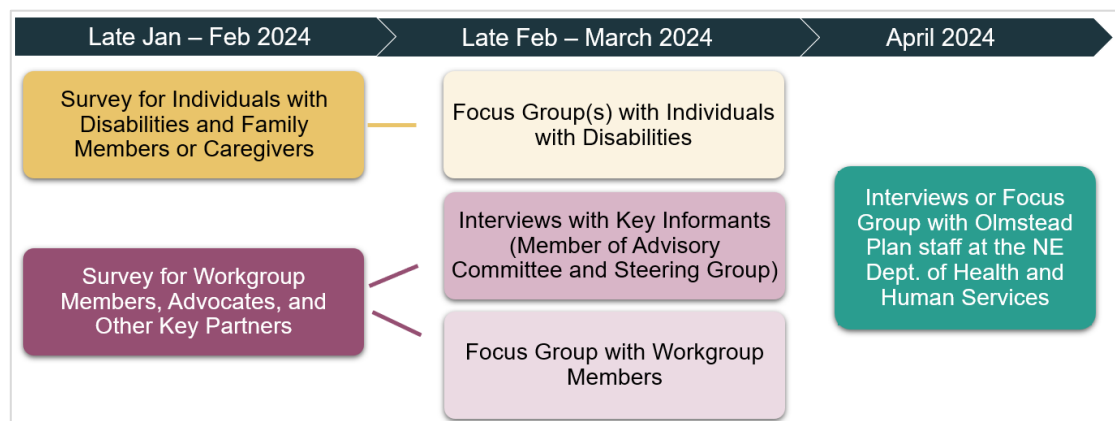 Late Jan – Feb 2024
Late Feb – March 2024
April 2024
Survey for Individuals with
Disabilities and Family
Members or Caregivers
Focus Group(s) with Individuals
with Disabilities
Survey for Workgroup
Members, Advocates, and
Other Key Partners
Interviews with Key Informants
(Member of Advisory
Committee and Steering Group)
Focus Group with Workgroup
Members
Interviews or Focus
Group with Olmstead
Plan staff at the NE
Dept. of Health and
Human Services